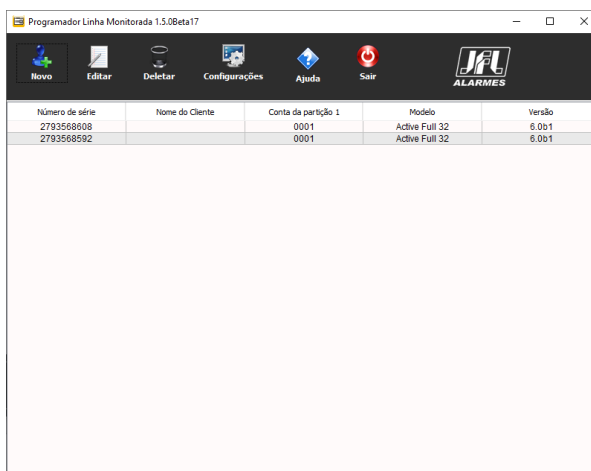 Programador Linha Monitorada 1.5.0Beta17
Novo Editar Deletar Configurações Ajuda Sair
JFL
ALARMES
Número de série Nome do Cliente Conta da partição 1 Modelo Versão
2793568608 0001 Active Full 32 6.0b1
2793568592 0001 Active Full 32 6.0b1